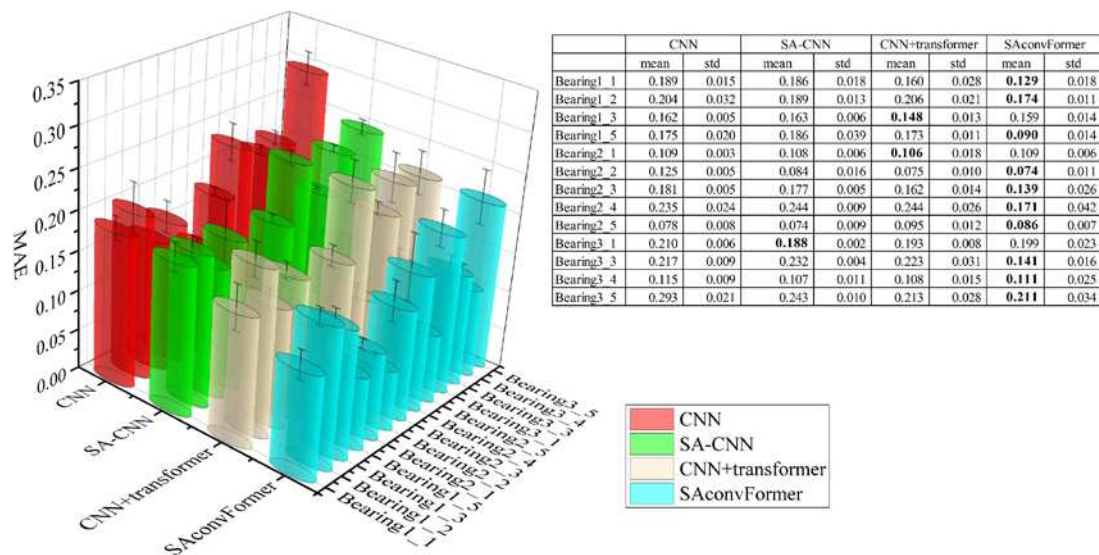 0.35
0.30
0.25
0.20
0.15
0.10
0.05
0.00
MAE
CNN
SA-CNN
CNN+transformer
SAconvFormer
Bearing1_1
Bearing1_2
Bearing1_3
Bearing1_5
Bearing2_1
Bearing2_2
Bearing2_3
Bearing2_4
Bearing2_5
Bearing3_1
Bearing3_3
Bearing3_4
Bearing3_5
CNN SA-CNN CNN+transformer SAconvFormer
mean std mean std mean std mean std
Bearing1_1 0.189 0.015 0.186 0.018 0.160 0.028 0.129 0.018
Bearing1_2 0.204 0.032 0.189 0.013 0.206 0.021 0.174 0.011
Bearing1_3 0.162 0.005 0.163 0.006 0.148 0.013 0.159 0.014
Bearing1_5 0.175 0.020 0.186 0.039 0.173 0.011 0.090 0.014
Bearing2_1 0.109 0.003 0.108 0.006 0.106 0.018 0.109 0.006
Bearing2_2 0.125 0.005 0.084 0.016 0.075 0.010 0.074 0.011
Bearing2_3 0.181 0.005 0.177 0.005 0.162 0.014 0.139 0.026
Bearing2_4 0.235 0.024 0.244 0.009 0.244 0.026 0.171 0.042
Bearing2_5 0.078 0.008 0.074 0.009 0.095 0.012 0.086 0.007
Bearing3_1 0.210 0.006 0.188 0.002 0.193 0.008 0.199 0.023
Bearing3_3 0.217 0.009 0.232 0.004 0.223 0.031 0.141 0.016
Bearing3_4 0.115 0.009 0.107 0.011 0.108 0.015 0.111 0.025
Bearing3_5 0.293 0.021 0.243 0.010 0.213 0.028 0.211 0.034
CNN
SA-CNN
CNN+transformer
SAconvFormer